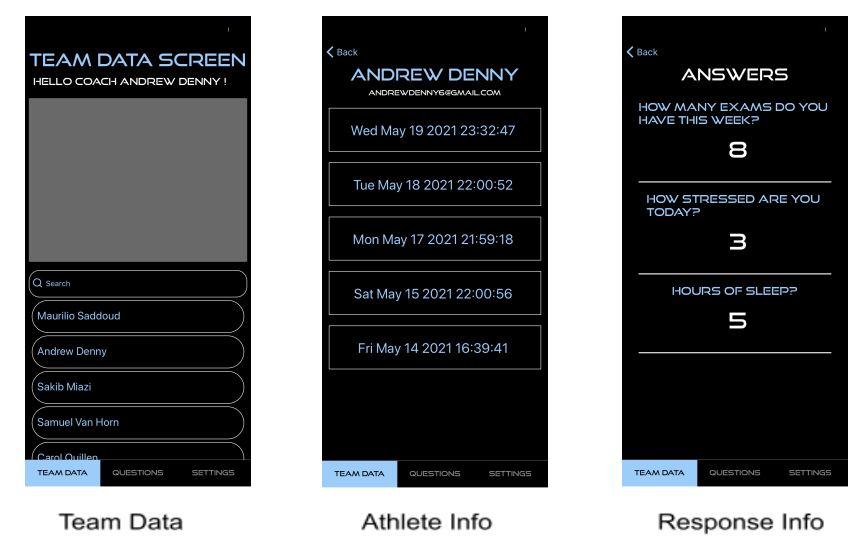 TEAM DATA SCREEN
HELLO COACH ANDREW DENNY !
Search
Maurilio Saddoud
Andrew Denny
Sakib Miazi
Samuel Van Horn
Carol Quillen
TEAM DATA QUESTIONS SETTINGS
Team Data
Back
ANDREW DENNY
ANDREWDENNY6@GMAIL.COM
Wed May 19 2021 23:32:47
Tue May 18 2021 22:00:52
Mon May 17 2021 21:59:18
Sat May 15 2021 22:00:56
Fri May 14 2021 16:39:41
TEAM DATA QUESTIONS SETTINGS
Athlete Info
Back
ANSWERS
HOW MANY EXAMS DO YOU
HAVE THIS WEEK?
8
HOW STRESSED ARE YOU
TODAY?
3
HOURS OF SLEEP?
5
TEAM DATA QUESTIONS SETTINGS
Response Info